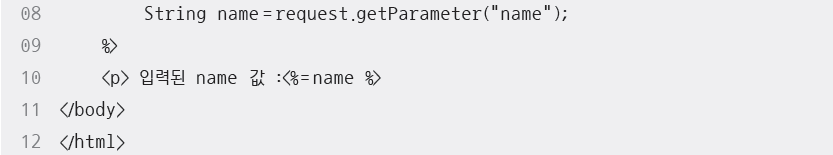 08 String name=request.getParameter("name");
09 %>
10 <p> 입력된 name 값 :<%=name %>
11 </body>
12 </html>